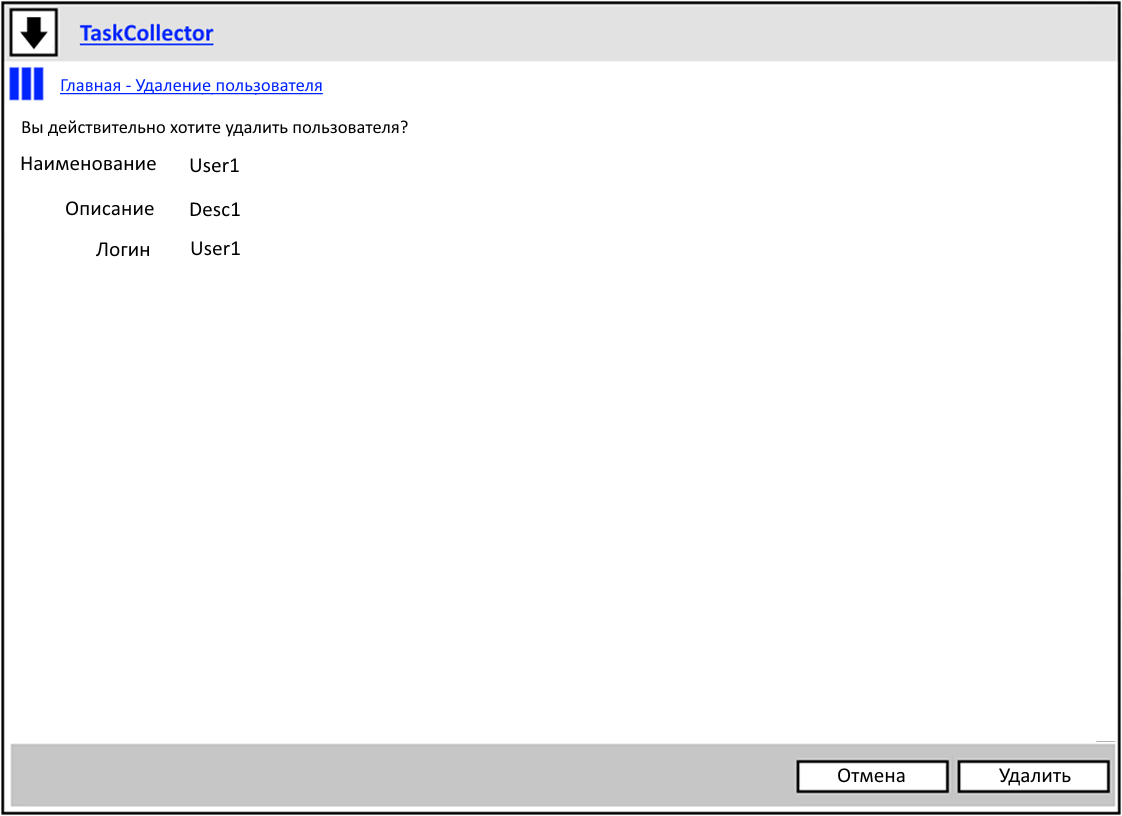 TaskCollector
Главная - Удаление пользователя
Вы действительно хотите удалить пользователя?
Наименование User1
Описание Desc1
Логин User1
Отмена Удалить